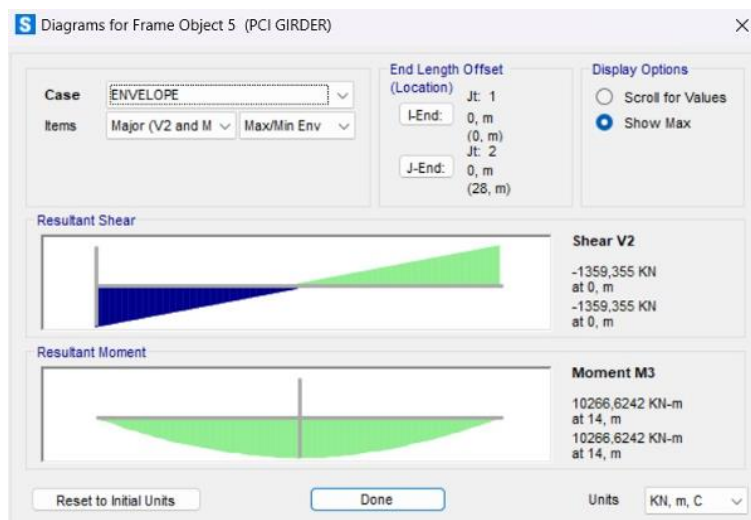 S Diagrams for Frame Object 5 (PCI GIRDER)
Case ENVELOPE
Items Major (V2 and M Max/Min Env
End Length Offset
(Location)
Jt: 1
I-End: 0, m
(0, m)
Jt: 2
J-End: 0, m
(28, m)
Display Options
Scroll for Values
Show Max
Resultant Shear
Shear V2
-1359,355 KN
at 0, m
-1359,355 KN
at 0, m
Resultant Moment
Moment M3
10266,6242 KN-m
at 14, m
10266,6242 KN-m
at 14, m
Reset to Initial Units Done Units KN, m, C